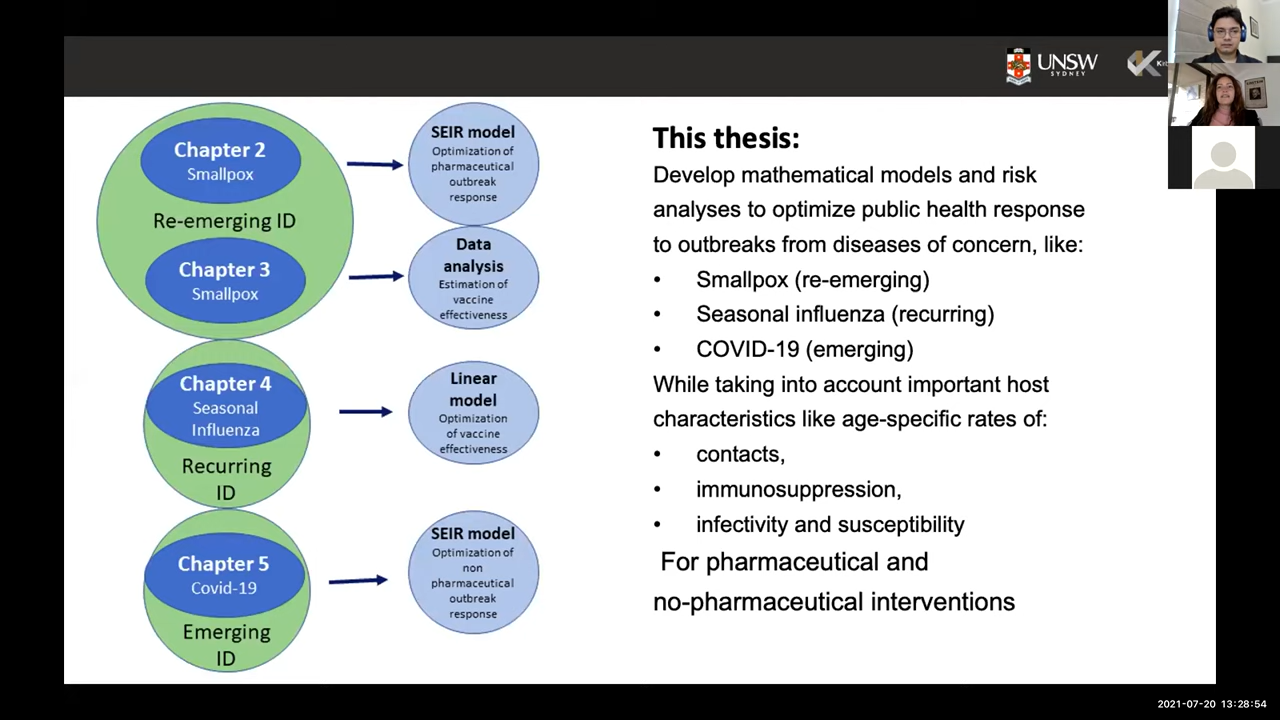 UNSW
SYDNEY
Chapter 2
Smallpox
Re-emerging ID
Chapter 3
Smallpox
Chapter 4
Seasonal
Influenza
Recurring
ID
Chapter 5
Covid-19
Emerging
ID
SEIR model
Optimization of
pharmaceutical
outbreak
response
Data
analysis
Estimation of
vaccine
effectiveness
Linear
model
Optimization
of vaccine
effectiveness
SEIR model
Optimization of
non
pharmaceutical
outbreak
response
This thesis:
Develop mathematical models and risk
analyses to optimize public health response
to outbreaks from diseases of concern, like:
• Smallpox (re-emerging)
• Seasonal influenza (recurring)
• COVID-19 (emerging)
While taking into account important host
characteristics like age-specific rates of:
• contacts,
• immunosuppression,
• infectivity and susceptibility
For pharmaceutical and
no-pharmaceutical interventions
2021-07-20 13:28:54